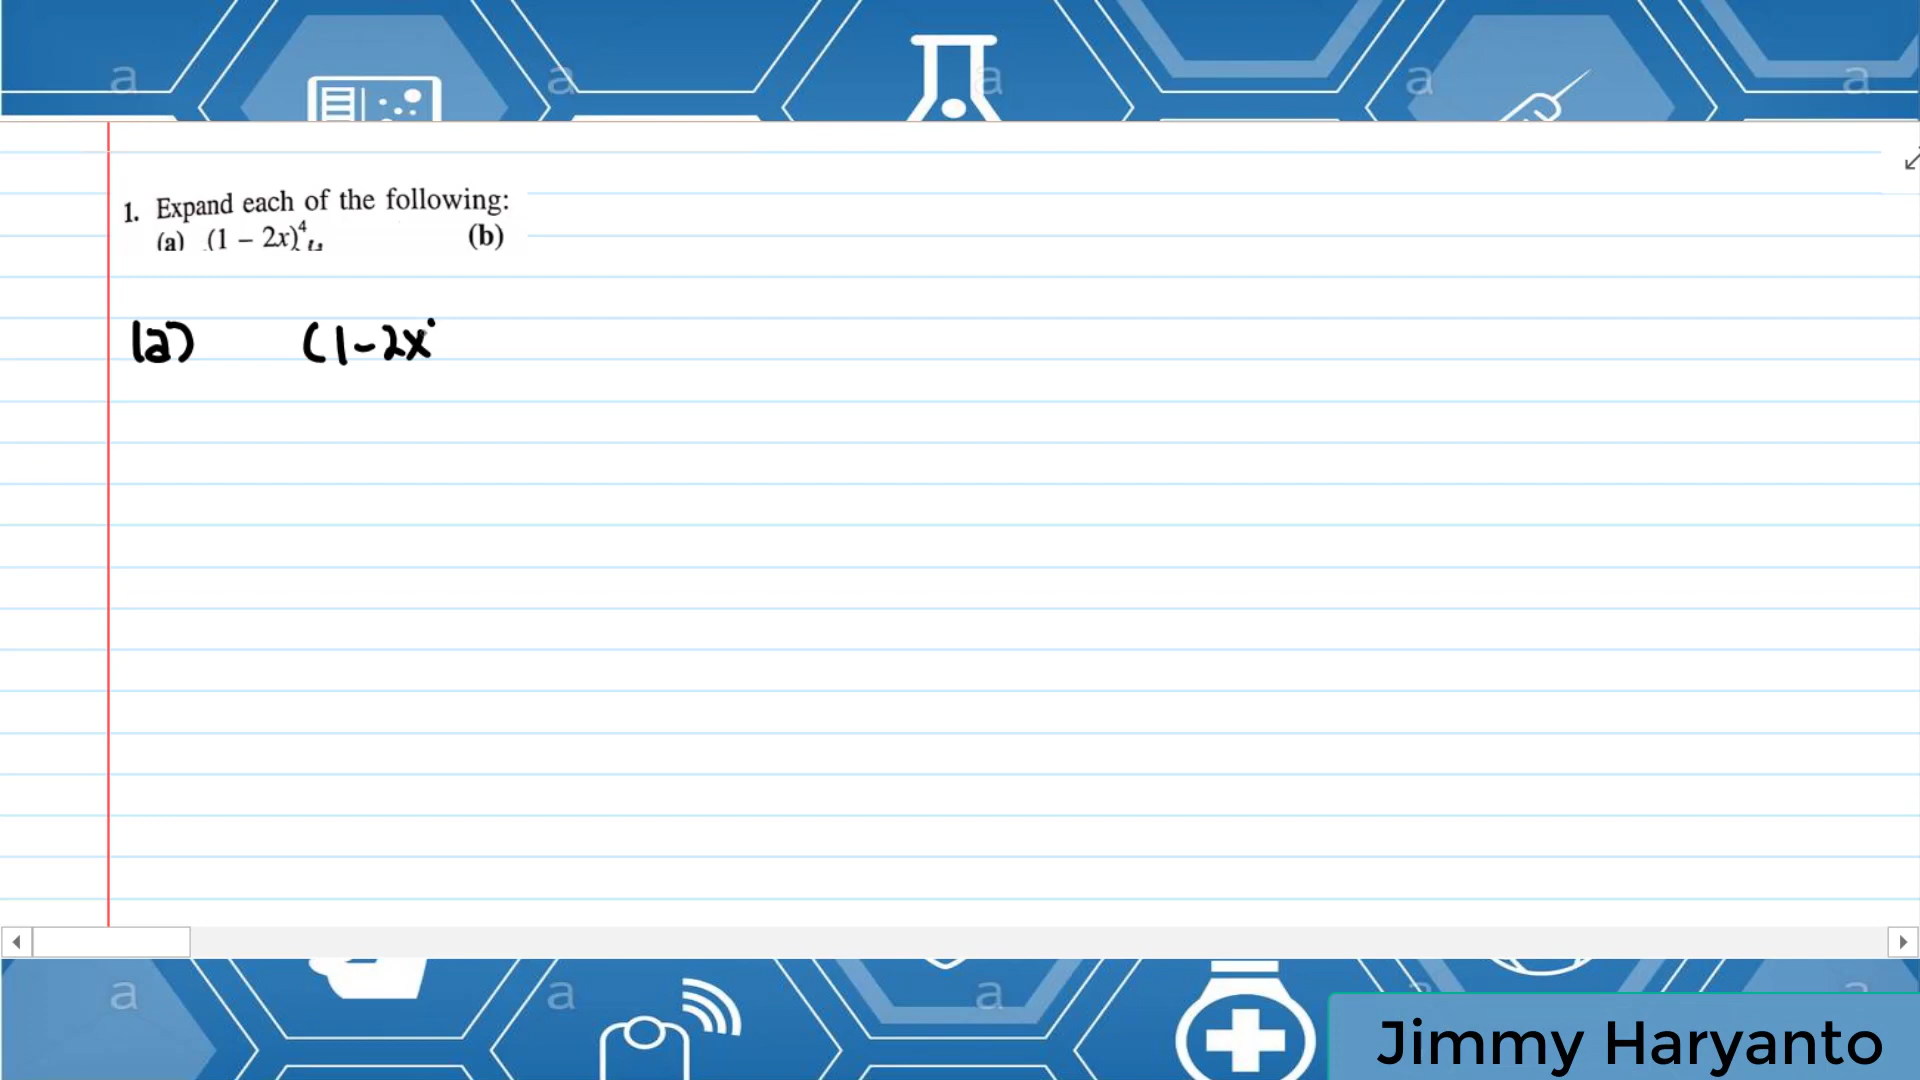 1. Expand each of the following:
(a) (1 − 2x)⁴ (b)
(a) (1-2x
a a a a a
a a a a a
Jimmy Haryanto